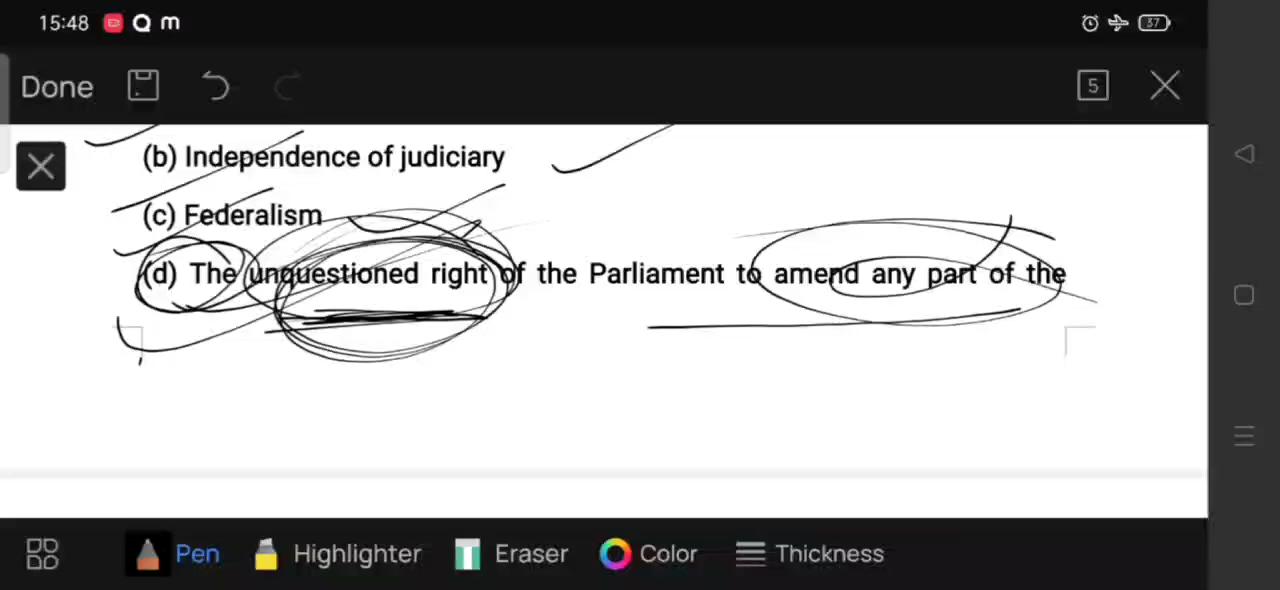 15:48 Q m 37
Done 5
(b) Independence of judiciary
(c) Federalism
(d) The unquestioned right of the Parliament to amend any part of the
Pen Highlighter Eraser Color Thickness